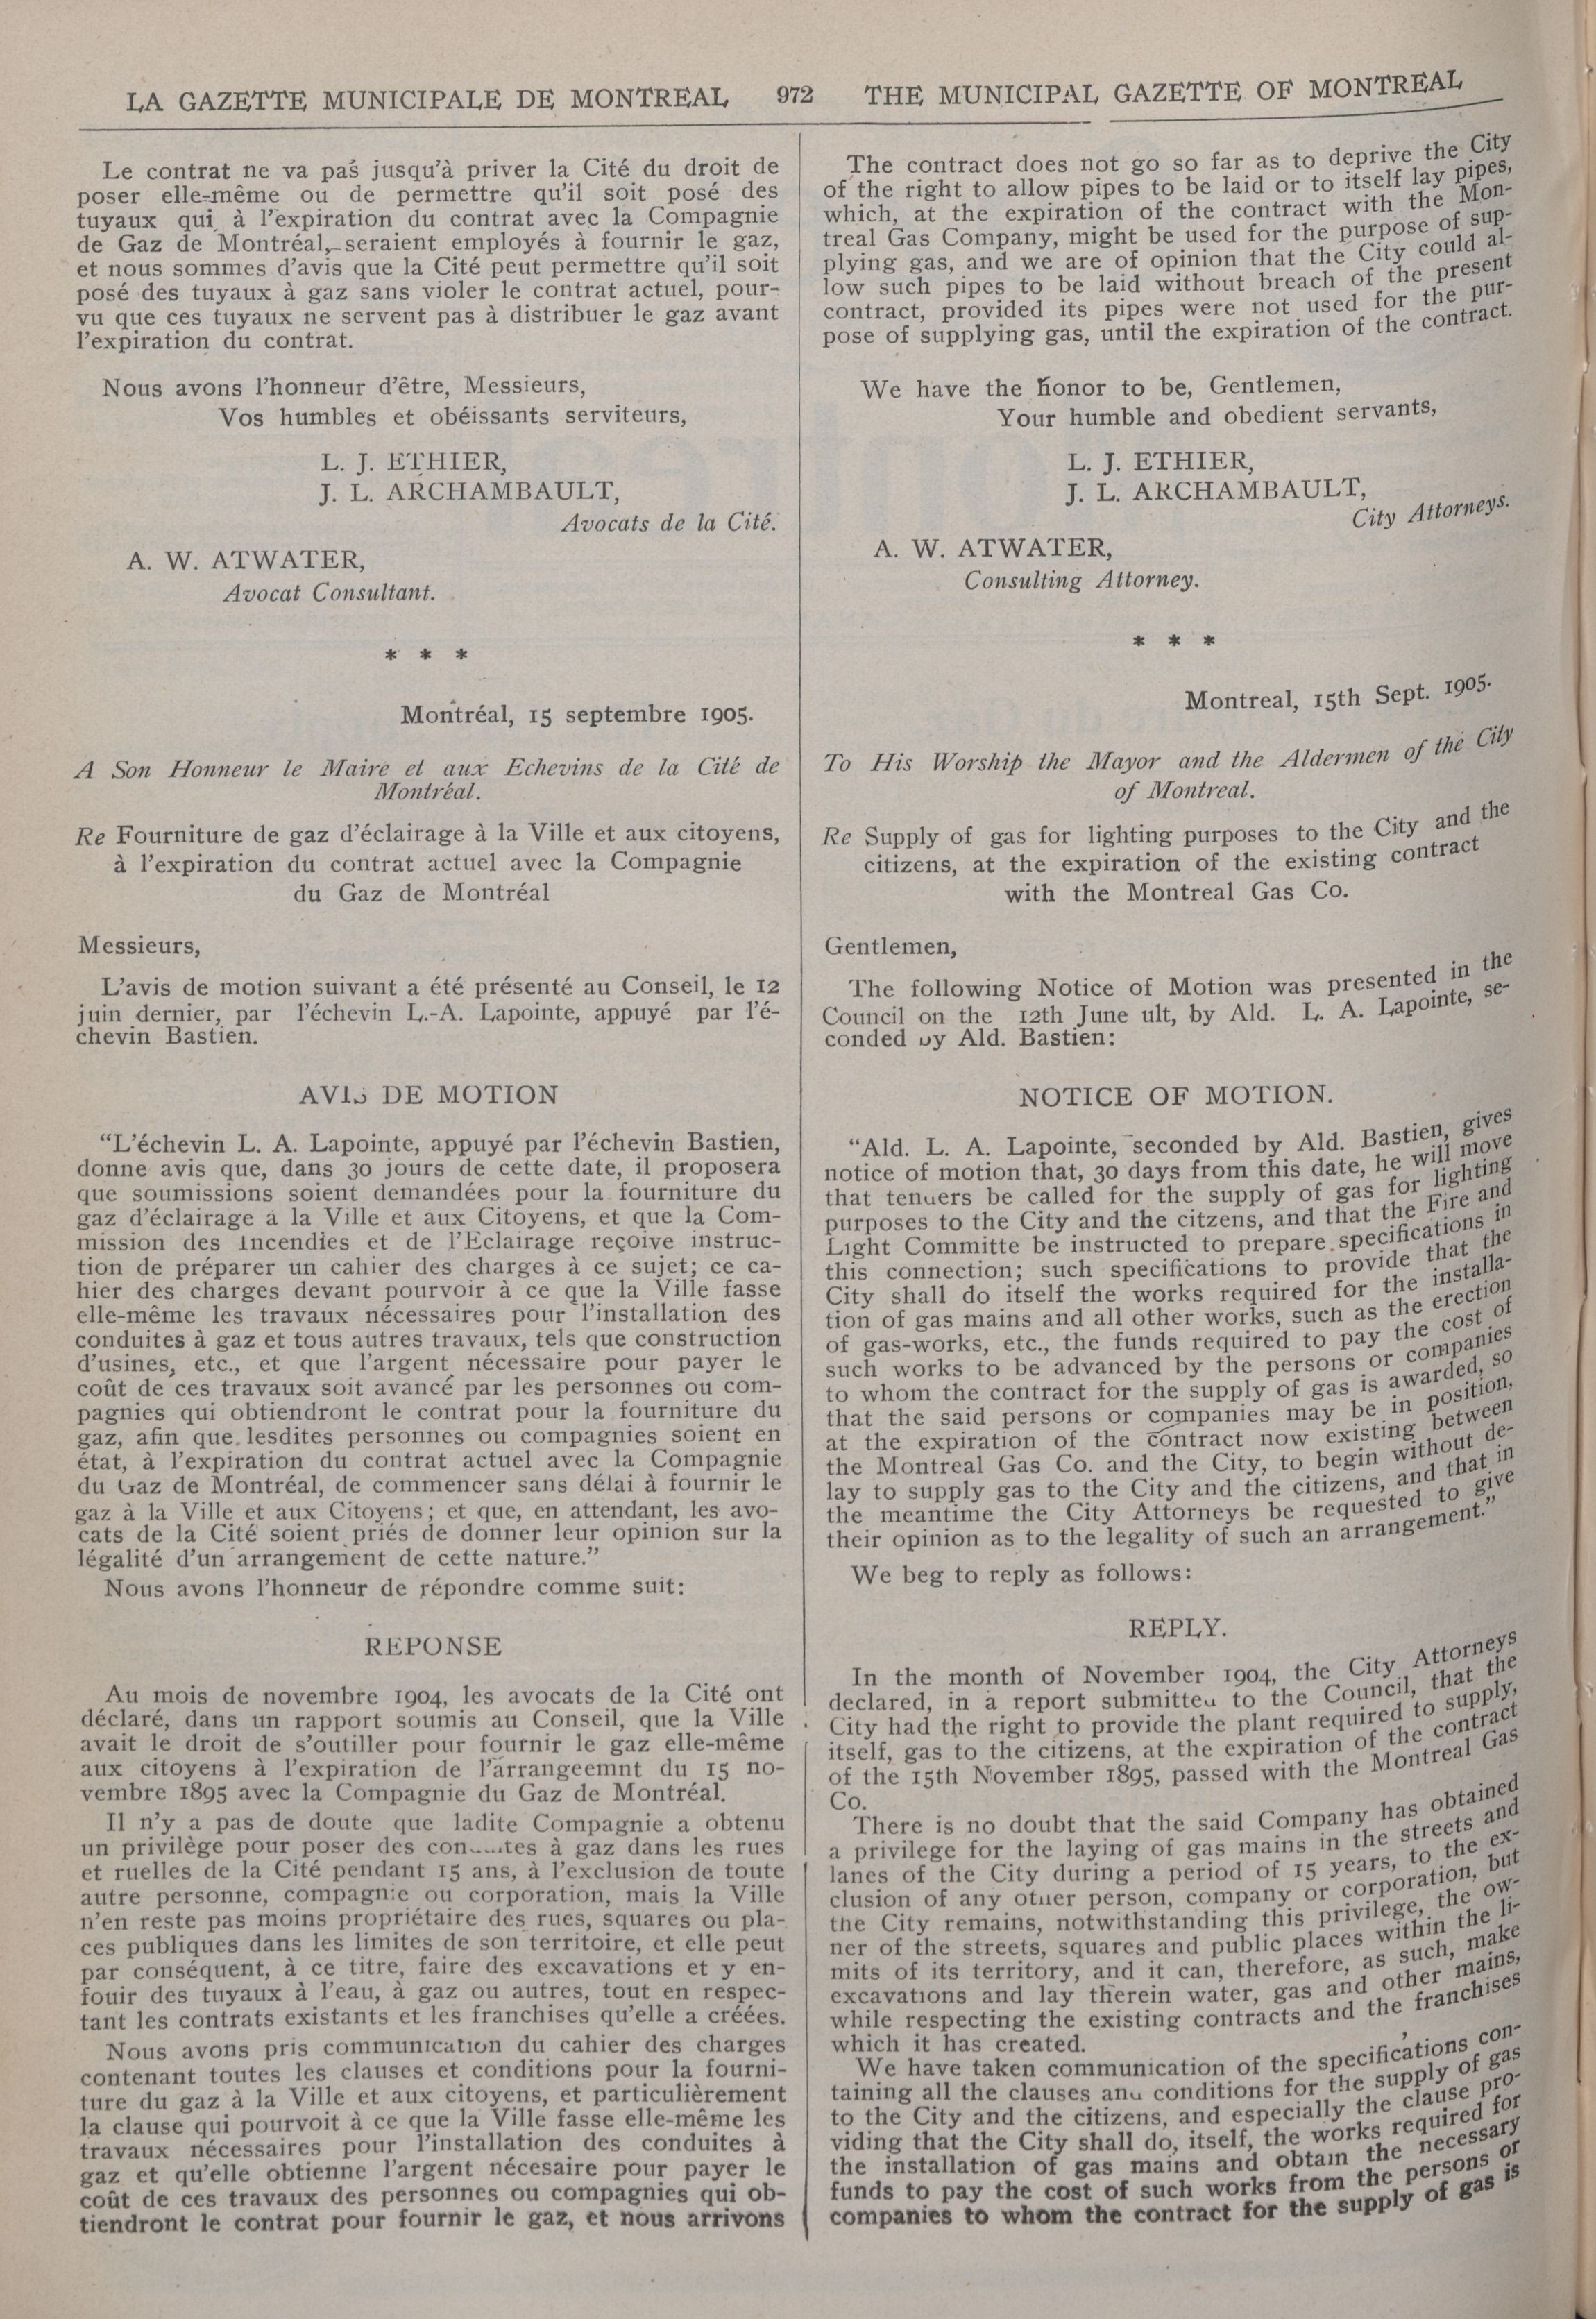 LA GAZETTE MUNICIPALE DE MONTREAL 972 THE MUNICIPAL GAZETTE OF MONTREAL
Le contrat ne va pas jusqu'à priver la Cité du droit de
poser elle-même ou de permettre qu'il soit posé des
tuyaux qui à l'expiration du contrat avec la Compagnie
de Gaz de Montréal, seraient employés à fournir le gaz,
et nous sommes d'avis que la Cité peut permettre qu'il soit
posé des tuyaux à gaz sans violer le contrat actuel, pour-
vu que ces tuyaux ne servent pas à distribuer le gaz avant
l'expiration du contrat.
Nous avons l'honneur d'être, Messieurs,
Vos humbles et obéissants serviteurs,
L. J. ETHIER,
J. L. ARCHAMBAULT,
Avocats de la Cité.
A. W. ATWATER,
Avocat Consultant.
* * *
Montréal, 15 septembre 1905.
A Son Honneur le Maire et aux Echevins de la Cité de
Montréal.
Re Fourniture de gaz d'éclairage à la Ville et aux citoyens,
à l'expiration du contrat actuel avec la Compagnie
du Gaz de Montréal
Messieurs,
L'avis de motion suivant a été présenté au Conseil, le 12
juin dernier, par l'échevin L.-A. Lapointe, appuyé par l'é-
chevin Bastien.
AVIS DE MOTION
"L'échevin L. A. Lapointe, appuyé par l'échevin Bastien,
donne avis que, dans 30 jours de cette date, il proposera
que soumissions soient demandées pour la fourniture du
gaz d'éclairage à la Ville et aux Citoyens, et que la Com-
mission des Incendies et de l'Eclairage reçoive instruc-
tion de préparer un cahier des charges à ce sujet; ce ca-
hier des charges devant pourvoir à ce que la Ville fasse
elle-même les travaux nécessaires pour l'installation des
conduites à gaz et tous autres travaux, tels que construction
d'usines, etc., et que l'argent nécessaire pour payer le
coût de ces travaux soit avancé par les personnes ou com-
pagnies qui obtiendront le contrat pour la fourniture du
gaz, afin que lesdites personnes ou compagnies soient en
état, à l'expiration du contrat actuel avec la Compagnie
du Gaz de Montréal, de commencer sans délai à fournir le
gaz à la Ville et aux Citoyens; et que, en attendant, les avo-
cats de la Cité soient priés de donner leur opinion sur la
légalité d'un arrangement de cette nature."
Nous avons l'honneur de répondre comme suit:
REPONSE
Au mois de novembre 1904, les avocats de la Cité ont
déclaré, dans un rapport soumis au Conseil, que la Ville
avait le droit de s'outiller pour fournir le gaz elle-même
aux citoyens à l'expiration de l'arrangeemnt du 15 no-
vembre 1895 avec la Compagnie du Gaz de Montréal.
Il n'y a pas de doute que ladite Compagnie a obtenu
un privilège pour poser des conduites à gaz dans les rues
et ruelles de la Cité pendant 15 ans, à l'exclusion de toute
autre personne, compagnie ou corporation, mais la Ville
n'en reste pas moins propriétaire des rues, squares ou pla-
ces publiques dans les limites de son territoire, et elle peut
par conséquent, à ce titre, faire des excavations et y en-
fouir des tuyaux à l'eau, à gaz ou autres, tout en respec-
tant les contrats existants et les franchises qu'elle a créées.
Nous avons pris communication du cahier des charges
contenant toutes les clauses et conditions pour la fourni-
ture du gaz à la Ville et aux citoyens, et particulièrement
la clause qui pourvoit à ce que la Ville fasse elle-même les
travaux nécessaires pour l'installation des conduites à
gaz et qu'elle obtienne l'argent nécesaire pour payer le
coût de ces travaux des personnes ou compagnies qui ob-
tiendront le contrat pour fournir le gaz, et nous arrivons
The contract does not go so far as to deprive the City
of the right to allow pipes to be laid or to itself lay pipes,
which, at the expiration of the contract with the Mon-
treal Gas Company, might be used for the purpose of sup-
plying gas, and we are of opinion that the City could al-
low such pipes to be laid without breach of the present
contract, provided its pipes were not used for the pur-
pose of supplying gas, until the expiration of the contract.
We have the honor to be, Gentlemen,
Your humble and obedient servants,
L. J. ETHIER,
J. L. ARCHAMBAULT,
City Attorneys.
A. W. ATWATER,
Consulting Attorney.
* * *
Montreal, 15th Sept. 1905.
To His Worship the Mayor and the Aldermen of the City
of Montreal.
Re Supply of gas for lighting purposes to the City and the
citizens, at the expiration of the existing contract
with the Montreal Gas Co.
Gentlemen,
The following Notice of Motion was presented in the
Council on the 12th June ult, by Ald. L. A. Lapointe, se-
conded by Ald. Bastien:
NOTICE OF MOTION.
"Ald. L. A. Lapointe, seconded by Ald. Bastien, gives
notice of motion that, 30 days from this date, he will move
that tenders be called for the supply of gas for lighting
purposes to the City and the citzens, and that the Fire and
Light Committe be instructed to prepare specifications in
this connection; such specifications to provide that the
City shall do itself the works required for the installa-
tion of gas mains and all other works, such as the erection
of gas-works, etc., the funds required to pay the cost of
such works to be advanced by the persons or companies
to whom the contract for the supply of gas is awarded, so
that the said persons or companies may be in position,
at the expiration of the contract now existing between
the Montreal Gas Co. and the City, to begin without de-
lay to supply gas to the City and the citizens, and that in
the meantime the City Attorneys be requested to give
their opinion as to the legality of such an arrangement."
We beg to reply as follows:
REPLY.
In the month of November 1904, the City Attorneys
declared, in a report submitted to the Council, that the
City had the right to provide the plant required to supply,
itself, gas to the citizens, at the expiration of the contract
of the 15th November 1895, passed with the Montreal Gas
Co.
There is no doubt that the said Company has obtained
a privilege for the laying of gas mains in the streets and
lanes of the City during a period of 15 years, to the ex-
clusion of any other person, company or corporation, but
the City remains, notwithstanding this privilege, the ow-
ner of the streets, squares and public places within the li-
mits of its territory, and it can, therefore, as such, make
excavations and lay therein water, gas and other mains,
while respecting the existing contracts and the franchises
which it has created.
We have taken communication of the specifications con-
taining all the clauses and conditions for the supply of gas
to the City and the citizens, and especially the clause pro-
viding that the City shall do, itself, the works required for
the installation of gas mains and obtain the necessary
funds to pay the cost of such works from the persons or
companies to whom the contract for the supply of gas is